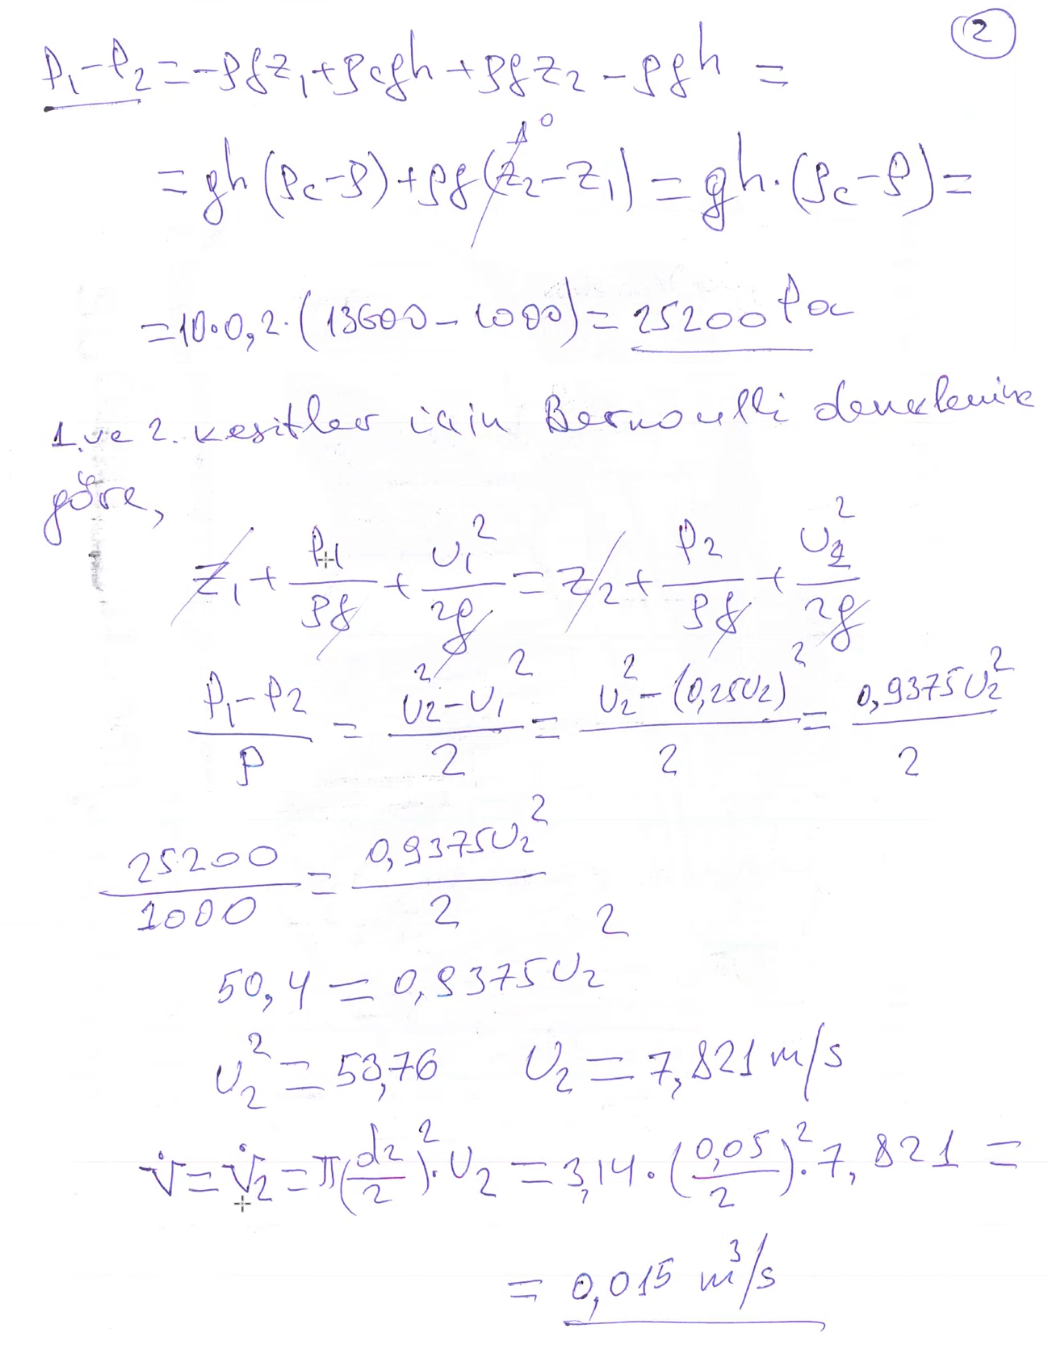 2
P₁-P₂=-ρgz₁+ρcgh+ρgz₂-ρgh=
=gh(ρc-ρ)+ρg(z₂-z₁)=gh·(ρc-ρ)=
0
=10·0,2·(13600-1000)=25200 Pa
1. ve 2. kesitler için Bernoulli denklemine
göre,
z₁+P₁/ρg+U₁²/2g=z₂+P₂/ρg+U₂²/2g
(P₁-P₂)/ρ=(U₂²-U₁²)/2=(U₂²-(0,25U₂)²)/2=0,9375U₂²/2
25200/1000=0,9375U₂²/2
50,4=0,9375U₂²
U₂²=53,76 U₂=7,821 m/s
V̇=V̇₂=π(d₂/2)²·U₂=3,14·(0,05/2)²·7,821=
=0,015 m³/s